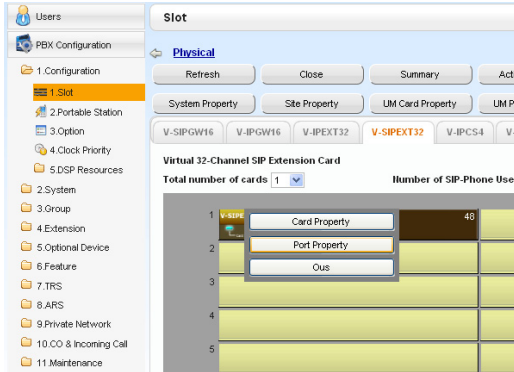 Users
PBX Configuration
1.Configuration
1.Slot
2.Portable Station
3.Option
4.Clock Priority
5.DSP Resources
2.System
3.Group
4.Extension
5.Optional Device
6.Feature
7.TRS
8.ARS
9.Private Network
10.CO & Incoming Call
11.Maintenance
Slot
Physical
Refresh Close Summary
System Property Site Property UM Card Property
V-SIPGW16 V-IPGW16 V-IPEXT32 V-SIPEXT32 V-IPCS4
Virtual 32-Channel SIP Extension Card
Total number of cards 1 Number of SIP-Phone Use
1 V-SIPE Card Property 48
2 Port Property
Ous
3
4
5